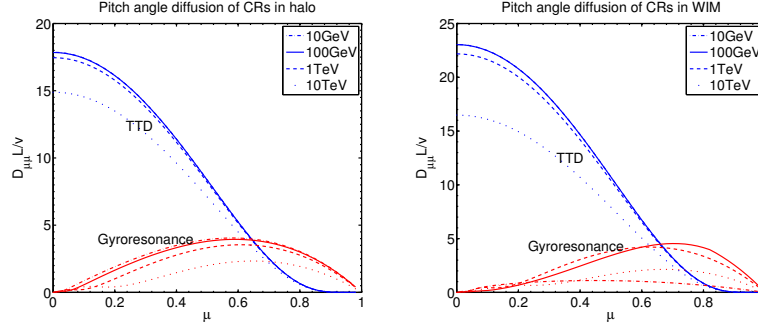 Pitch angle diffusion of CRs in halo
20
15
10
5
0
0
0.2
0.4
0.6
0.8
1
D_μμ L/v
μ
10GeV
100GeV
1TeV
10TeV
TTD
Gyroresonance
Pitch angle diffusion of CRs in WIM
25
20
15
10
5
0
0
0.2
0.4
0.6
0.8
D_μμ L/v
μ
10GeV
100GeV
1TeV
10TeV
TTD
Gyroresonance